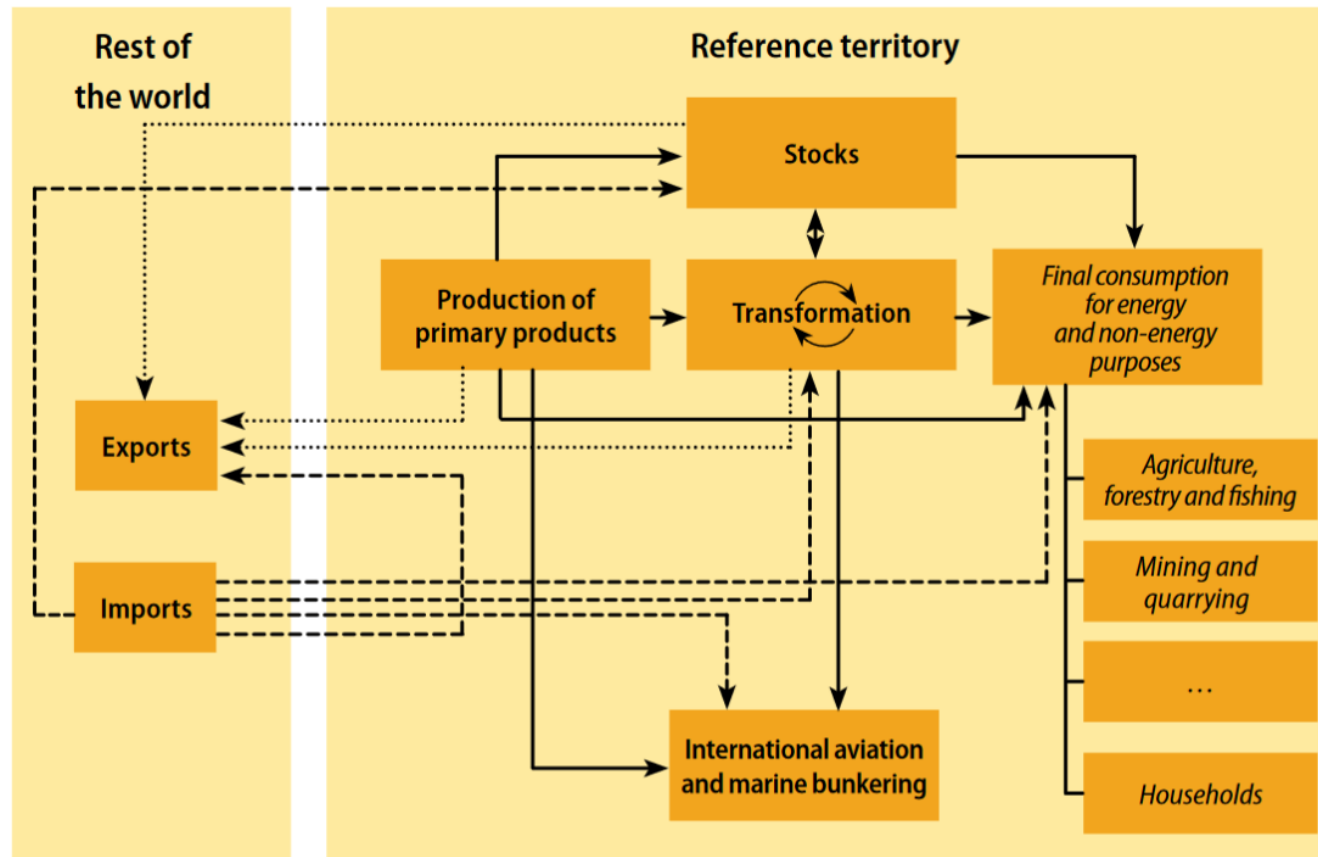 Rest of
the world
Reference territory
Stocks
Production of
primary products
Transformation
Final consumption
for energy
and non-energy
purposes
Exports
Imports
Agriculture,
forestry and fishing
Mining and
quarrying
...
International aviation
and marine bunkering
Households